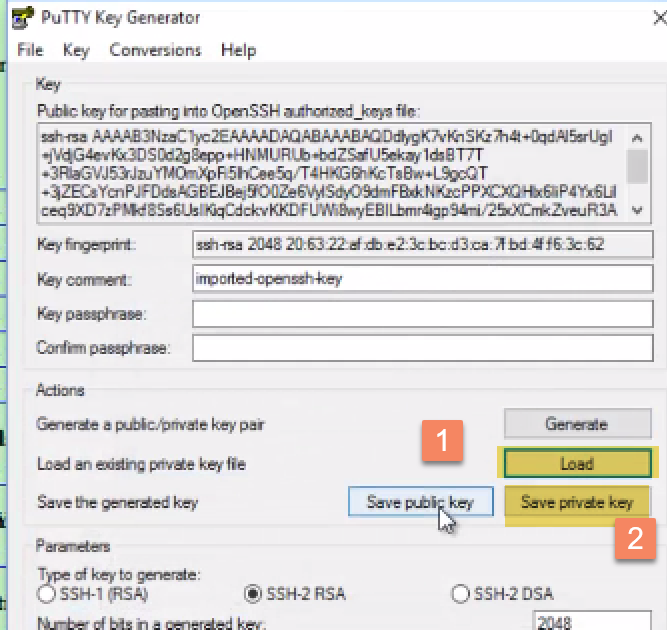 PuTTY Key Generator
File Key Conversions Help
Key
Public key for pasting into OpenSSH authorized_keys file:
ssh-rsa AAAAB3NzaC1yc2EAAAADAQABAAABAQDdlygK7vKnSKz7h4t+0qdAI5srUgI
+jVdjG4evKx3DS0d2g8epp+HNMURUb+bdZSafU5ekay1dsBT7T
+3RlaGVJ53rJzuYMOmXpRi5lhCee5q/T4HKG6hKcTsBw+L9gcQT
+3jZECsYcnPJFDdsAGBEJBej5fO0Ze6VylSdyO9dmFBxkNKzcPPXCXQHlx6liP4Yx6Lil
ceq9XD7zPMkf8Ss6UslKqCdckvKKDFUWi8wyEBILbmr4igp94mi/25xXCmkZveuR3A
Key fingerprint: ssh-rsa 2048 20:63:22:af:db:e2:3c:bc:d3:ca:7f:bd:4f:f6:3c:62
Key comment: imported-openssh-key
Key passphrase:
Confirm passphrase:
Actions
Generate a public/private key pair Generate
1
Load an existing private key file Load
Save the generated key Save public key Save private key
2
Parameters
Type of key to generate:
SSH-1 (RSA) SSH-2 RSA SSH-2 DSA
Number of bits in a generated key: 2048